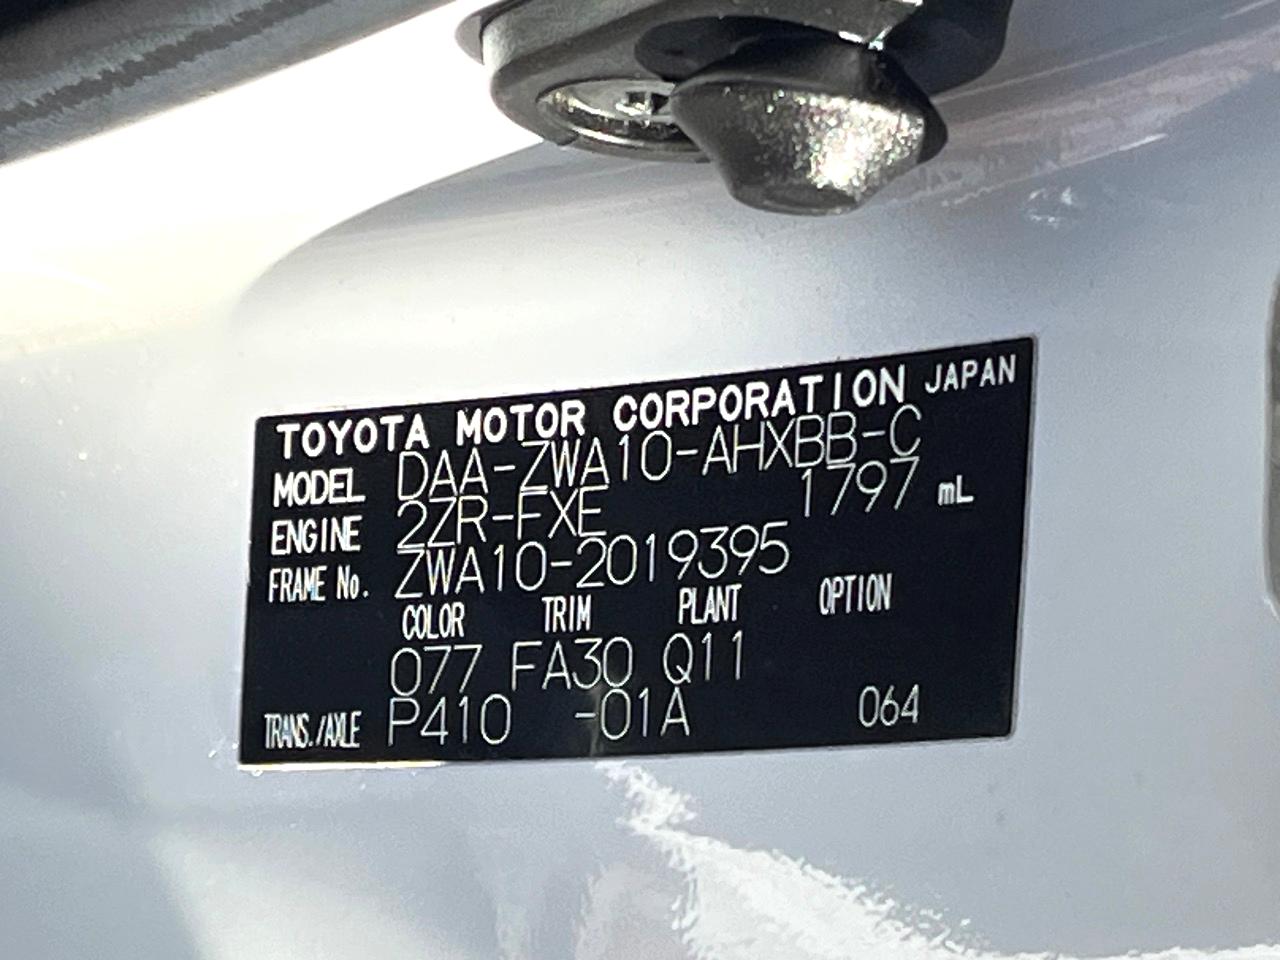 TOYOTA MOTOR CORPORATION JAPAN
MODEL DAA-ZWA10-AHXBB-C
ENGINE 2ZR-FXE 1797 mL
FRAME No. ZWA10-2019395
COLOR TRIM PLANT OPTION
077 FA30 Q11
TRANS./AXLE P410 -01A 064